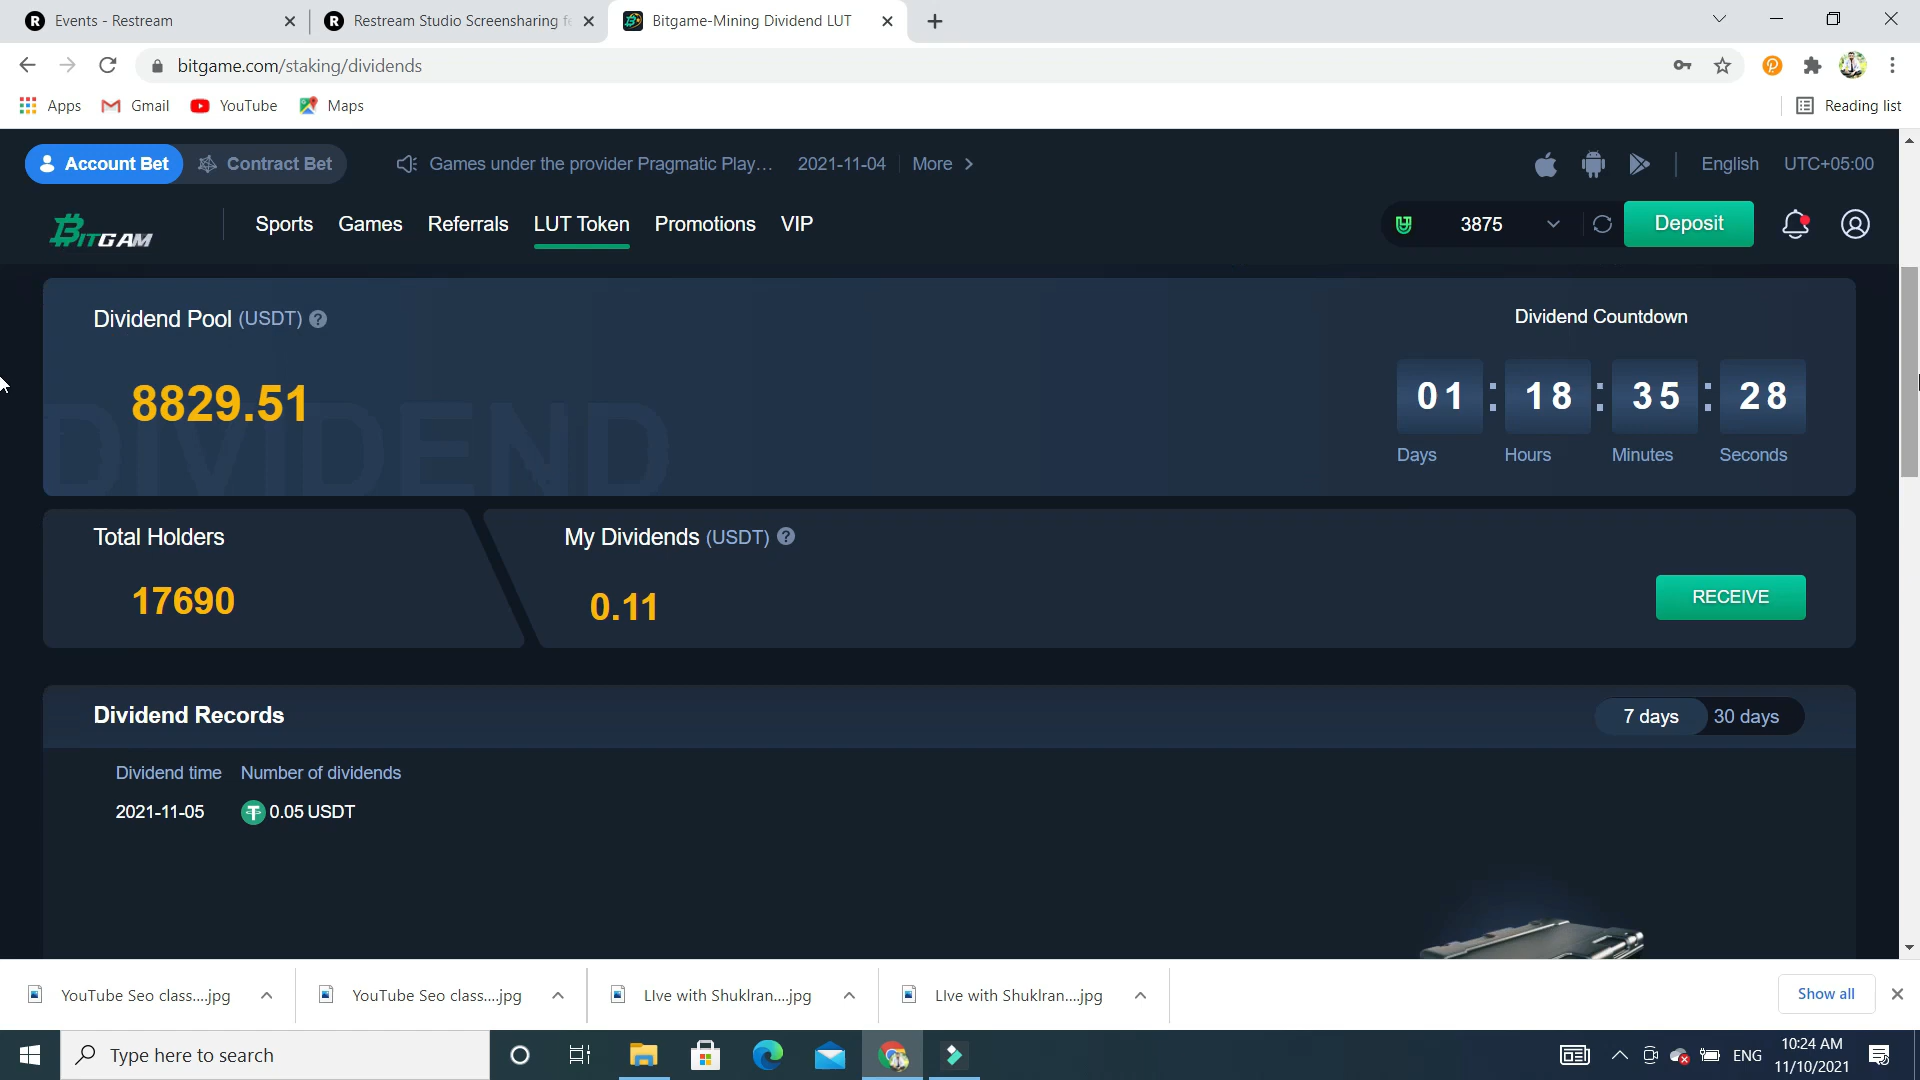 Events - Restream
Restream Studio Screensharing fe
Bitgame-Mining Dividend LUT
bitgame.com/staking/dividends
Apps
Gmail
YouTube
Maps
Reading list
Account Bet
Contract Bet
Games under the provider Pragmatic Play...
2021-11-04
More
English
UTC+05:00
BITGAM
Sports
Games
Referrals
LUT Token
Promotions
VIP
3875
Deposit
Dividend Pool (USDT) ?
Dividend Countdown
8829.51
01 : 18 : 35 : 28
DIVIDEND
Days
Hours
Minutes
Seconds
Total Holders
My Dividends (USDT) ?
17690
0.11
RECEIVE
Dividend Records
7 days
30 days
Dividend time
Number of dividends
2021-11-05
0.05 USDT
YouTube Seo class....jpg
YouTube Seo class....jpg
LIve with Shuklran....jpg
LIve with Shuklran....jpg
Show all
Type here to search
ENG
10:24 AM
11/10/2021